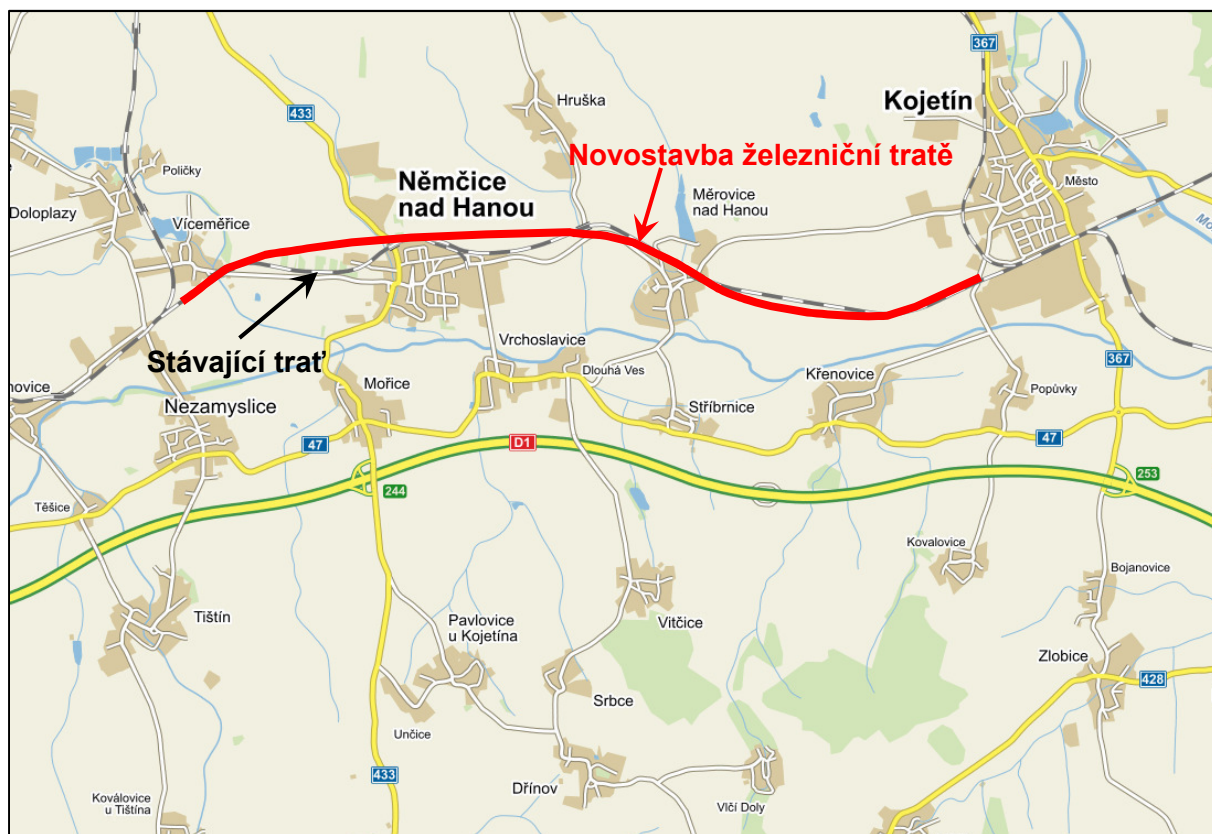 367
Kojetín
Hruška
433
Novostavba železniční tratě
Poličky
Němčice
nad Hanou
Město
Doloplazy
Víceměřice
Měrovice
nad Hanou
Stávající trať
Vrchoslavice
367
Dlouhá Ves
Křenovice
Mořice
Popůvky
novice
Nezamyslice
Stříbrnice
47
D1
47
244
253
Těšice
Kovalovice
Bojanovice
Tištín
Pavlovice
u Kojetína
Vitčice
Zlobice
428
Srbce
Unčice
433
Dřínov
Vlčí Doly
Koválovice
u Tištína